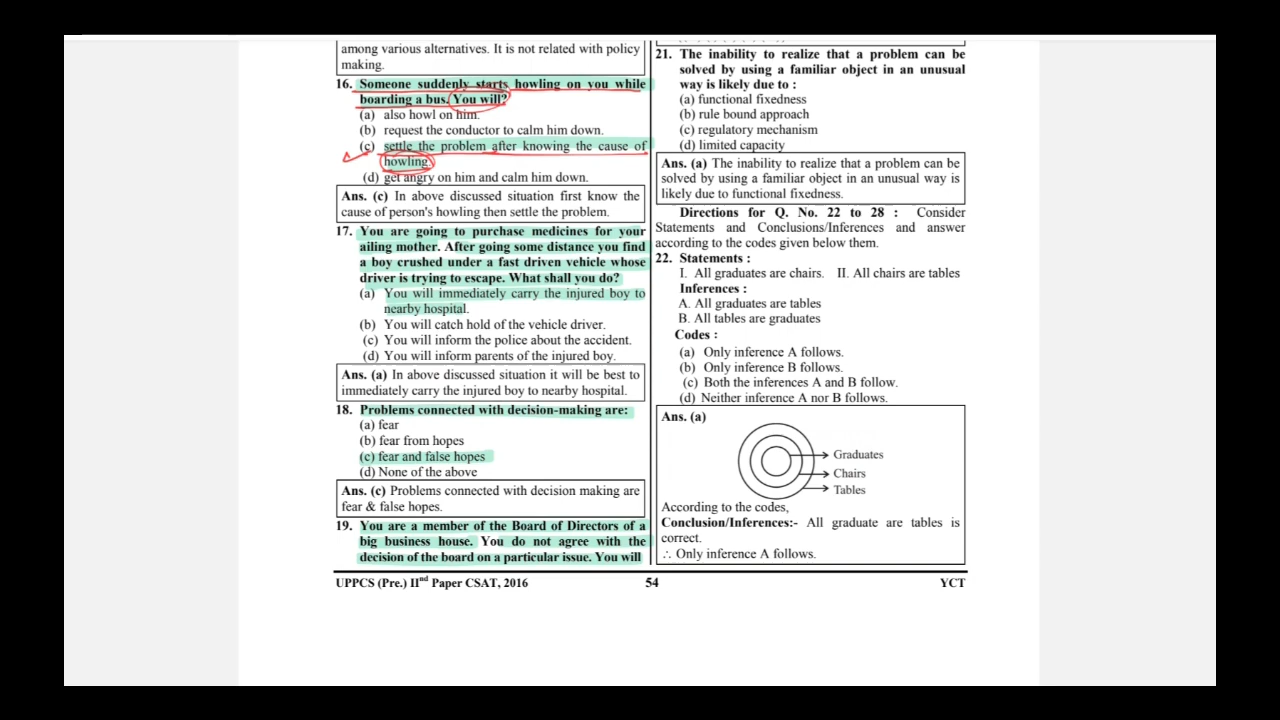 among various alternatives. It is not related with policy
making.
16. Someone suddenly starts howling on you while
boarding a bus. You will?
(a) also howl on him.
(b) request the conductor to calm him down.
(c) settle the problem after knowing the cause of
howling.
(d) get angry on him and calm him down.
Ans. (c) In above discussed situation first know the
cause of person's howling then settle the problem.
17. You are going to purchase medicines for your
ailing mother. After going some distance you find
a boy crushed under a fast driven vehicle whose
driver is trying to escape. What shall you do?
(a) You will immediately carry the injured boy to
nearby hospital.
(b) You will catch hold of the vehicle driver.
(c) You will inform the police about the accident.
(d) You will inform parents of the injured boy.
Ans. (a) In above discussed situation it will be best to
immediately carry the injured boy to nearby hospital.
18. Problems connected with decision-making are:
(a) fear
(b) fear from hopes
(c) fear and false hopes
(d) None of the above
Ans. (c) Problems connected with decision making are
fear & false hopes.
19. You are a member of the Board of Directors of a
big business house. You do not agree with the
decision of the board on a particular issue. You will
21. The inability to realize that a problem can be
solved by using a familiar object in an unusual
way is likely due to :
(a) functional fixedness
(b) rule bound approach
(c) regulatory mechanism
(d) limited capacity
Ans. (a) The inability to realize that a problem can be
solved by using a familiar object in an unusual way is
likely due to functional fixedness.
Directions for Q. No. 22 to 28 : Consider
Statements and Conclusions/Inferences and answer
according to the codes given below them.
22. Statements :
I. All graduates are chairs. II. All chairs are tables
Inferences :
A. All graduates are tables
B. All tables are graduates
Codes :
(a) Only inference A follows.
(b) Only inference B follows.
(c) Both the inferences A and B follow.
(d) Neither inference A nor B follows.
Ans. (a)
Graduates
Chairs
Tables
According to the codes,
Conclusion/Inferences:- All graduate are tables is
correct.
∴ Only inference A follows.
UPPCS (Pre.) IInd Paper CSAT, 2016 54 YCT